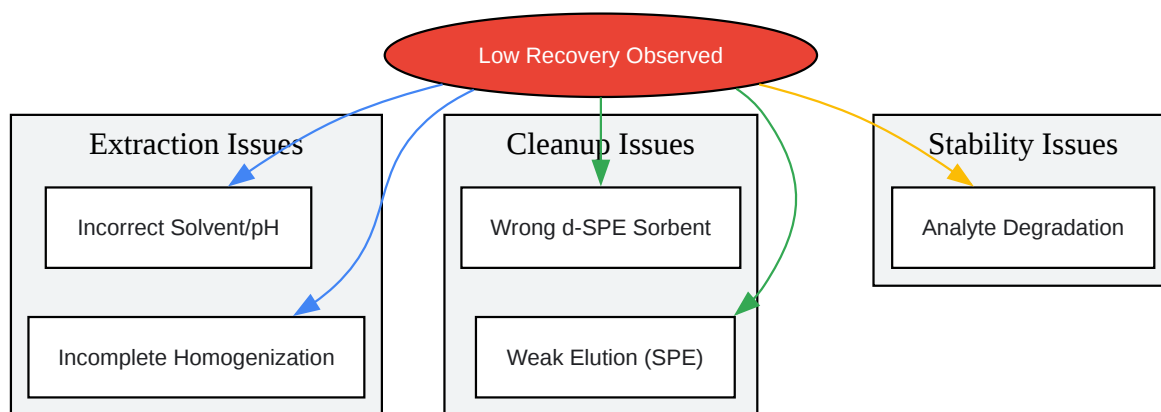 Low Recovery Observed
Extraction Issues
Incorrect Solvent/pH
Incomplete Homogenization
Cleanup Issues
Wrong d-SPE Sorbent
Weak Elution (SPE)
Stability Issues
Analyte Degradation